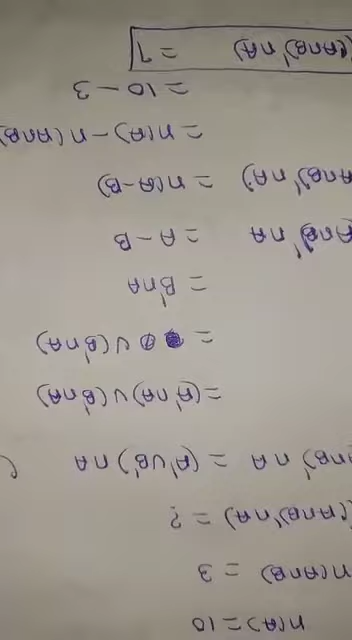 n(A) = 10
n(A∩B) = 3
((A∩B)'∩A) = ?
A∩B)'∩A = (A'∪B')∩A
= (A'∩A)∪(B'∩A)
= ∅ ∪(B'∩A)
= B'∩A
(A∩B)'∩A = A-B
A∩B)'∩A) = n(A-B)
= n(A) - n(A∩B)
= 10 - 3
((A∩B)'∩A) = 7